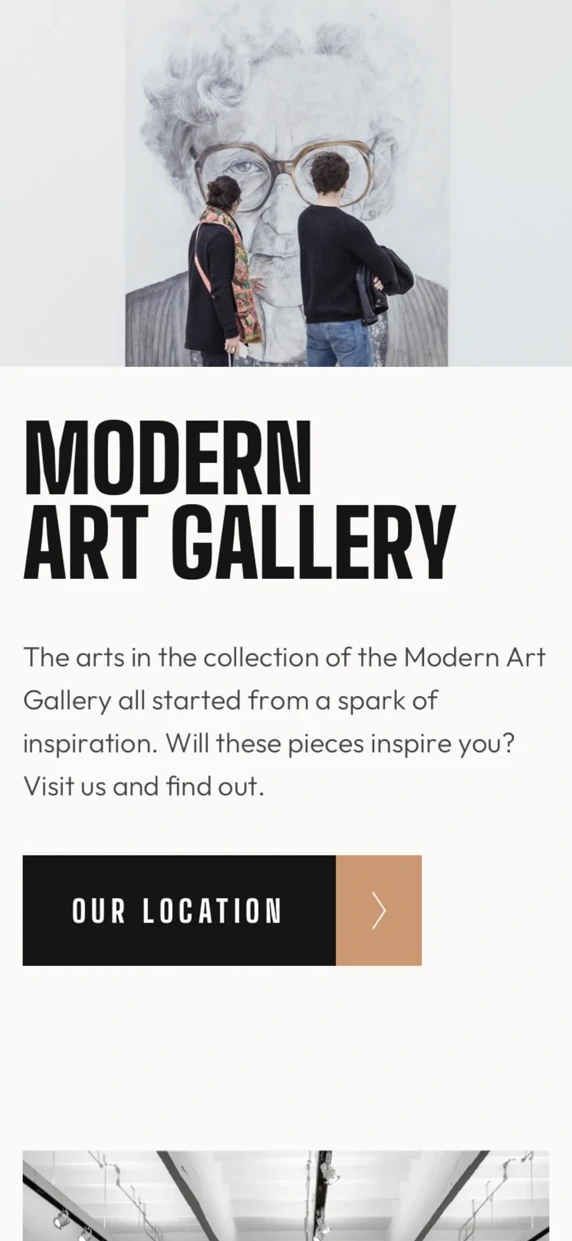 MODERN
ART GALLERY
The arts in the collection of the Modern Art
Gallery all started from a spark of
inspiration. Will these pieces inspire you?
Visit us and find out.
OUR LOCATION